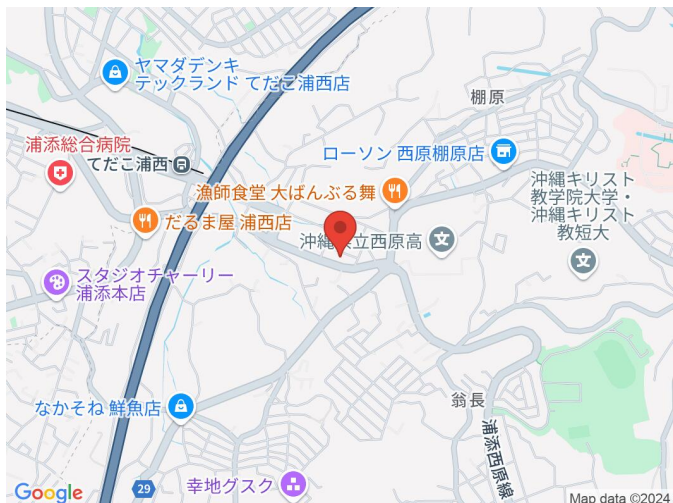 ヤマダデンキ
テックランド てだこ浦西店
棚原
浦添総合病院
てだこ浦西
ローソン 西原棚原店
漁師食堂 大ばんぶる舞
沖縄キリスト
教学院大学・
沖縄キリスト
教短大
だるま屋 浦西店
沖縄
立西原高
スタジオチャーリー
浦添本店
翁長
なかそね 鮮魚店
浦添西原線
29
幸地グスク
Google
Map data ©2024